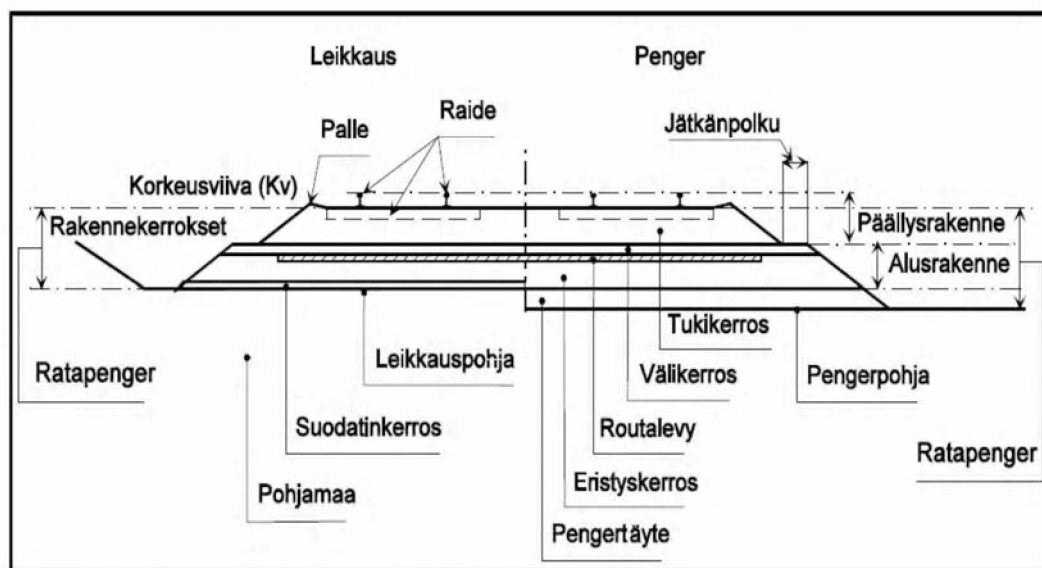 Leikkaus
Penger
Raide
Jätkänpolku
Palle
Korkeusviiva (Kv)
Rakennekerrokset
Päällysrakenne
Alusrakenne
Tukikerros
Leikkauspohja
Välikerros
Pengerpohja
Ratapenger
Suodatinkerros
Routalevy
Ratapenger
Eristyskerros
Pohjamaa
Pengertäyte